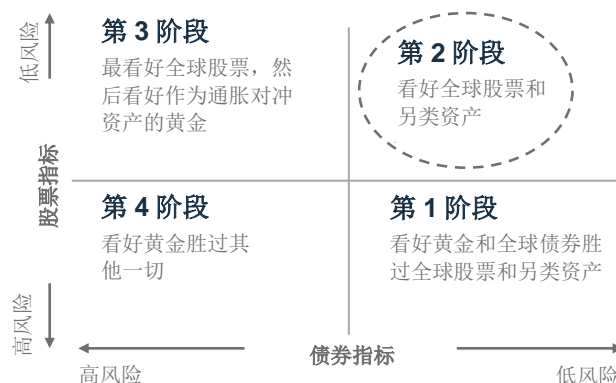 低风险
股票指标
高风险
第 3 阶段
最看好全球股票，然
后看好作为通胀对冲
资产的黄金
第 2 阶段
看好全球股票和
另类资产
第 4 阶段
看好黄金胜过其
他一切
第 1 阶段
看好黄金和全球债券胜
过全球股票和另类资产
高风险
债券指标
低风险